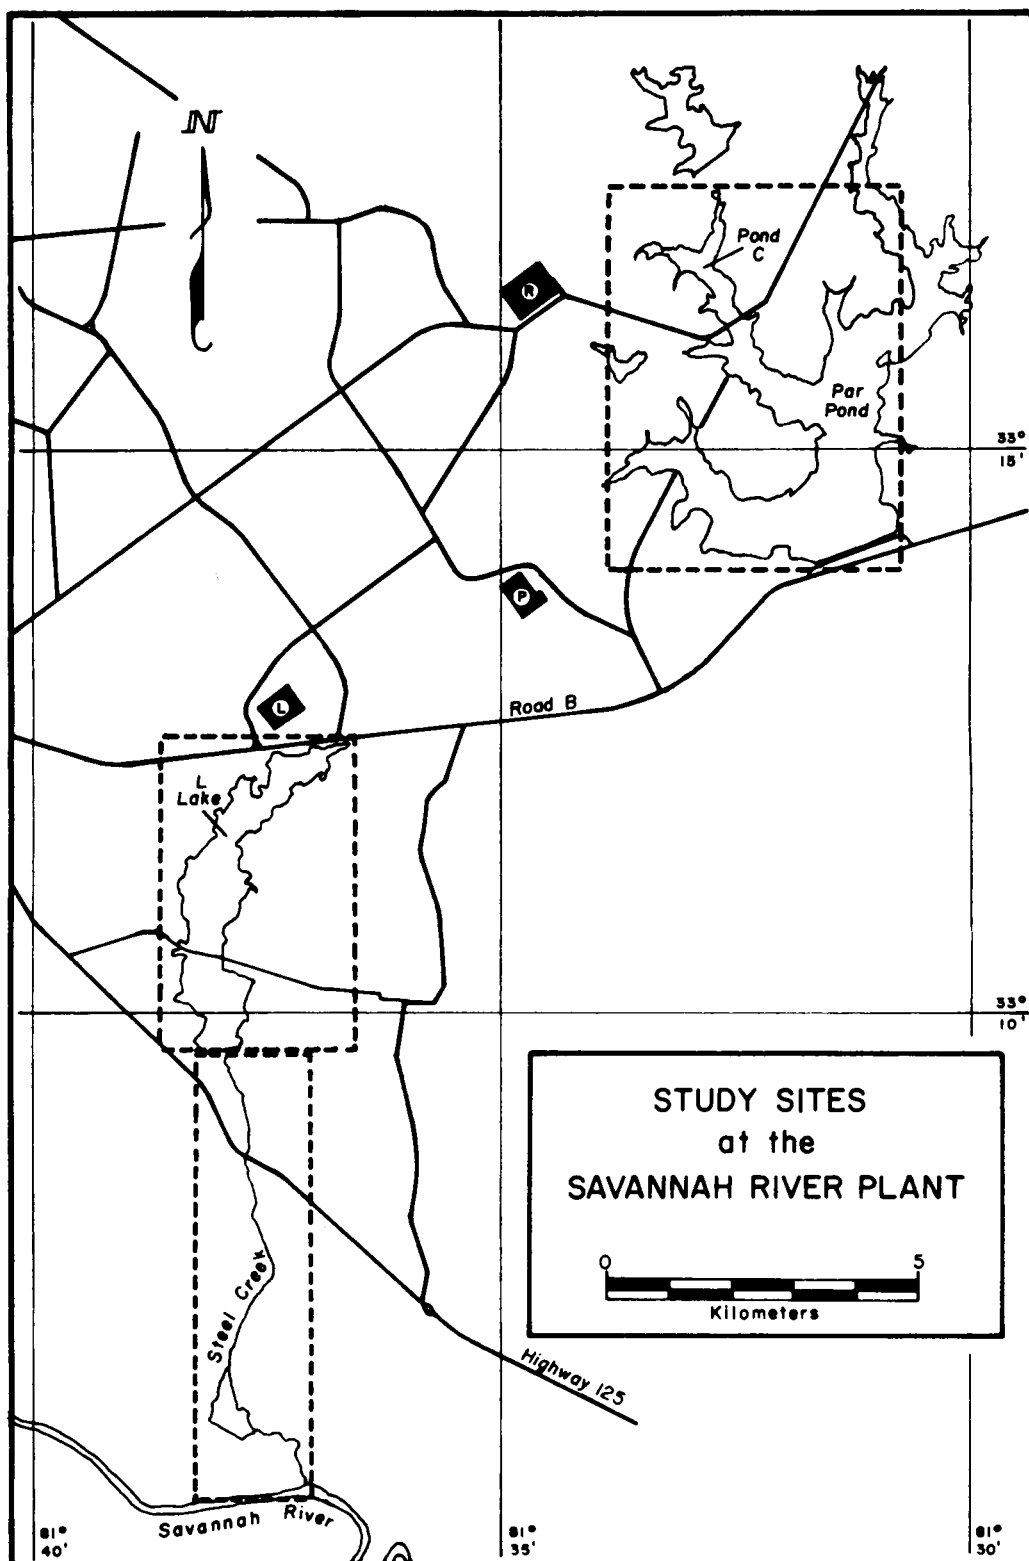 N
Pond
C
R
Par
Pond
33°
15'
P
Road B
L
L
Lake
33°
10'
STUDY SITES
at the
SAVANNAH RIVER PLANT
0 5
Kilometers
Steel Creek
Highway 125
Savannah River
81°
40'
81°
35'
81°
30'